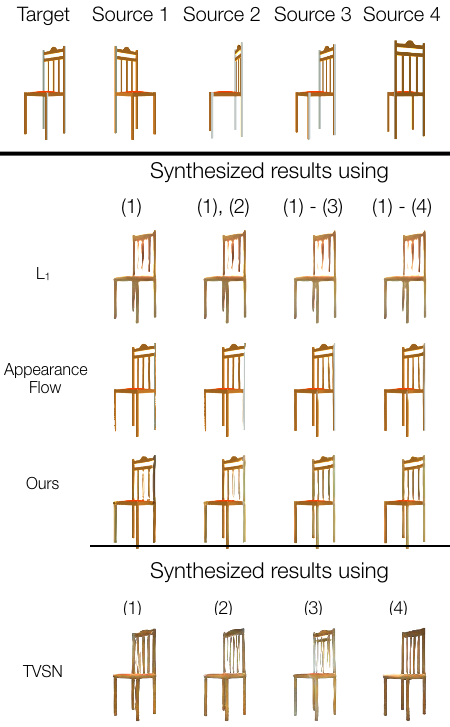 Target Source 1 Source 2 Source 3 Source 4
Synthesized results using
(1) (1), (2) (1) - (3) (1) - (4)
L₁
Appearance
Flow
Ours
Synthesized results using
(1) (2) (3) (4)
TVSN